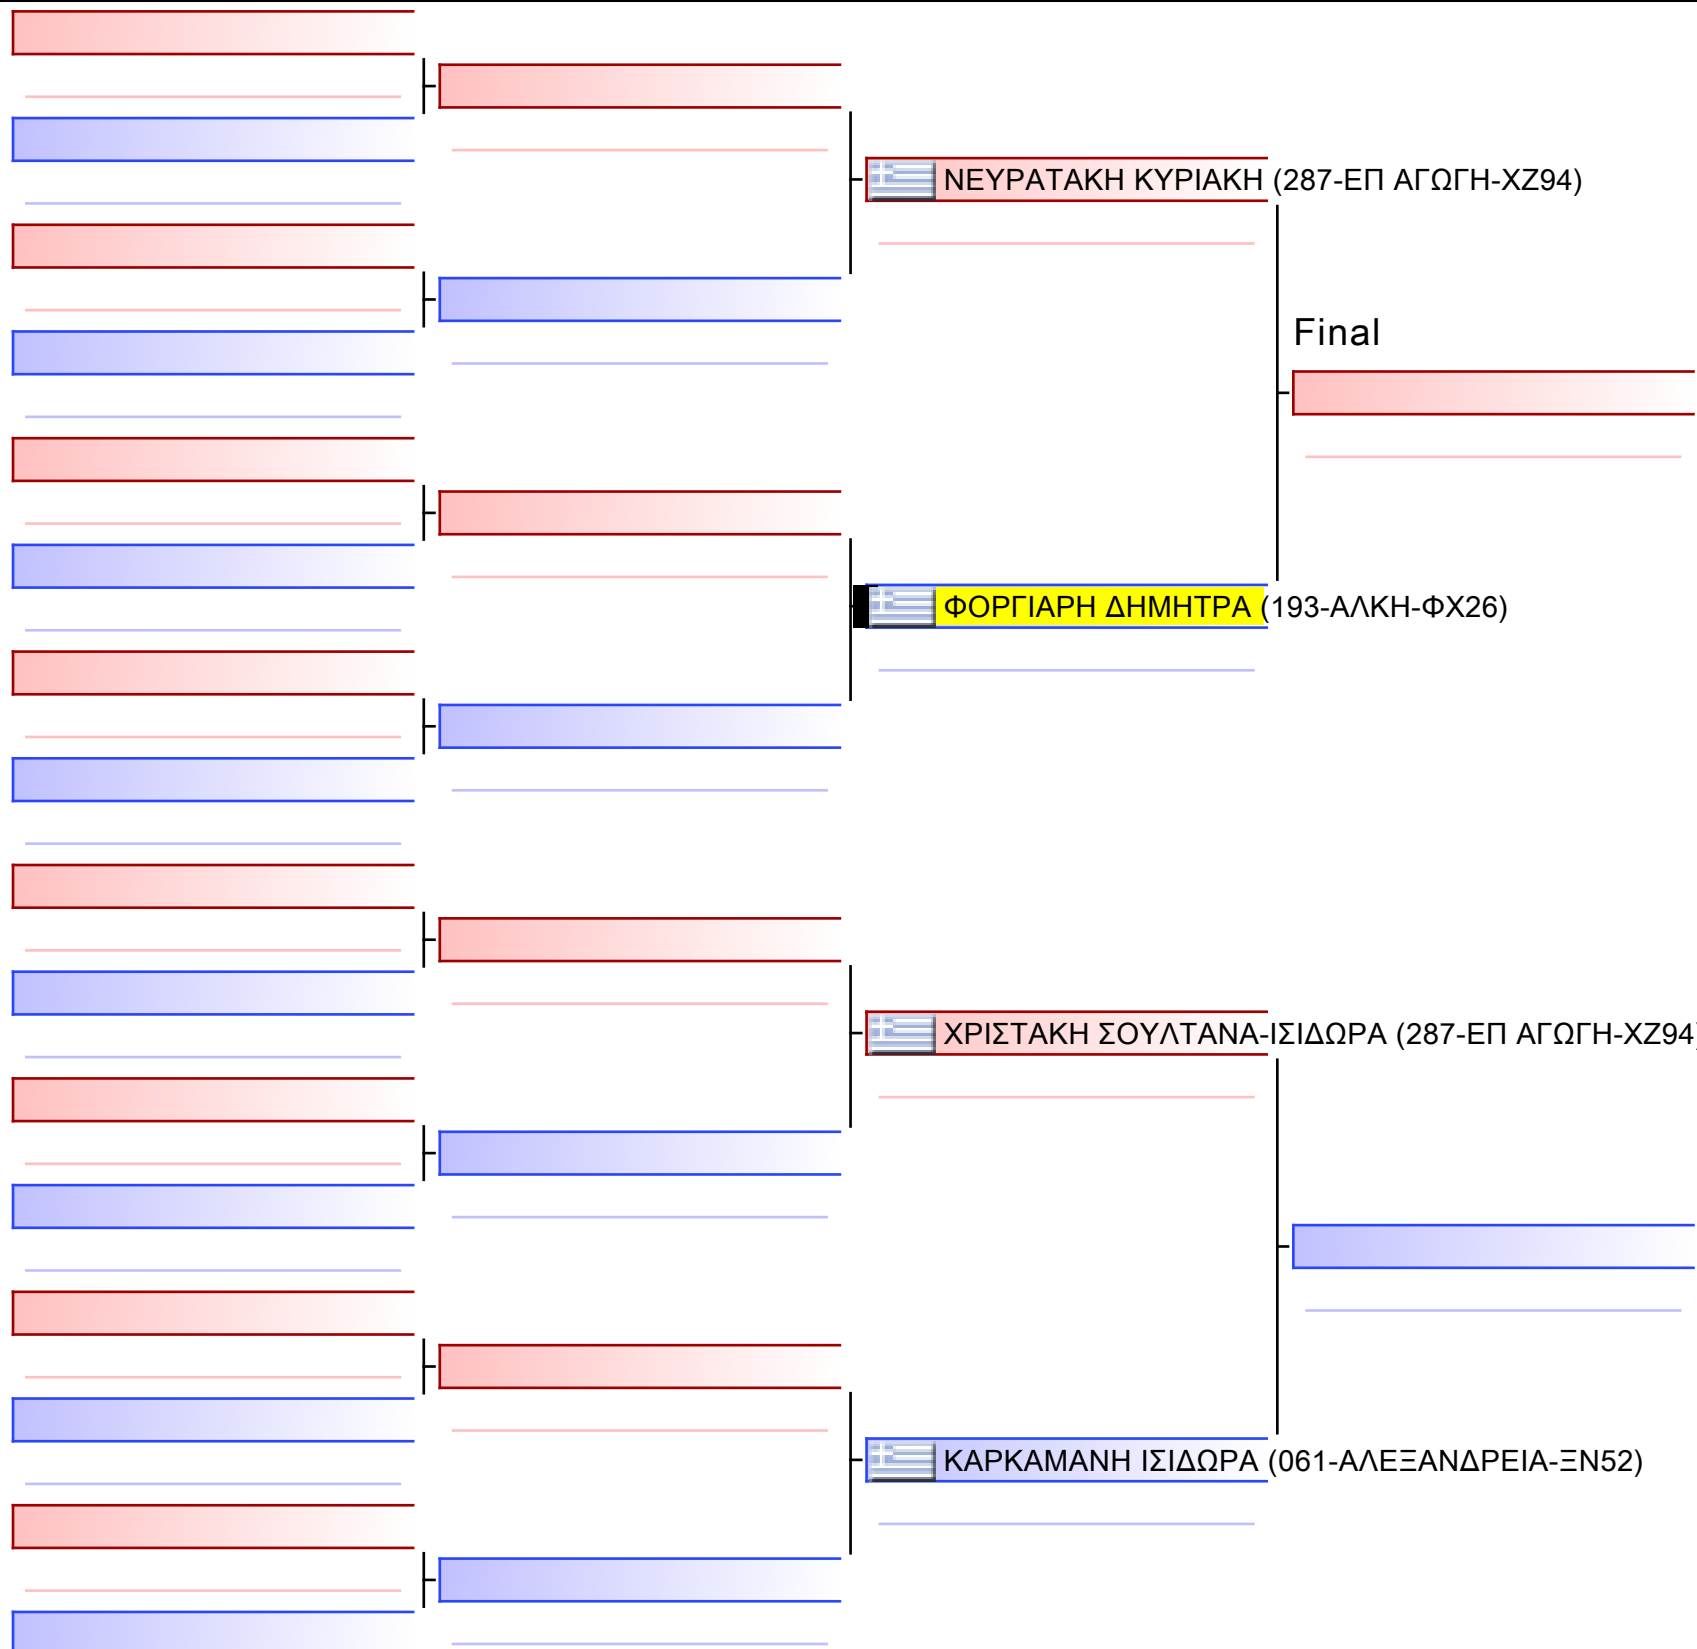 ΝΕΥΡΑΤΑΚΗ ΚΥΡΙΑΚΗ (287-ΕΠ ΑΓΩΓΗ-ΧΖ94)
Final
ΦΟΡΓΙΑΡΗ ΔΗΜΗΤΡΑ (193-ΑΛΚΗ-ΦΧ26)
ΧΡΙΣΤΑΚΗ ΣΟΥΛΤΑΝΑ-ΙΣΙΔΩΡΑ (287-ΕΠ ΑΓΩΓΗ-ΧΖ94)
ΚΑΡΚΑΜΑΝΗ ΙΣΙΔΩΡΑ (061-ΑΛΕΞΑΝΔΡΕΙΑ-ΞΝ52)